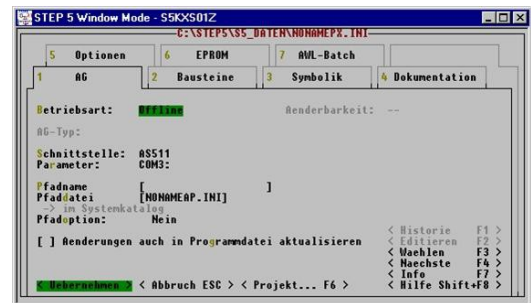 STEP 5 Window Mode - S5KXS01Z
C:\STEP5\S5_DATEN\NONAMEPX.INI
5 Optionen 6 EPROM 7 AWL-Batch
1 AG 2 Bausteine 3 Symbolik 4 Dokumentation
Betriebsart: Offline Aenderbarkeit: --
AG-Typ:
Schnittstelle: AS511
Parameter: COM3:
Pfadname [ ]
Pfaddatei [NONAMEAP.INI]
-> im Systemkatalog
Pfadoption: Nein
[ ] Aenderungen auch in Programmdatei aktualisieren
< Historie F1 >
< Editieren F2 >
< Waehlen F3 >
< Naechste F4 >
< Info F7 >
< Uebernehmen > < Abbruch ESC > < Projekt... F6 > < Hilfe Shift+F8 >